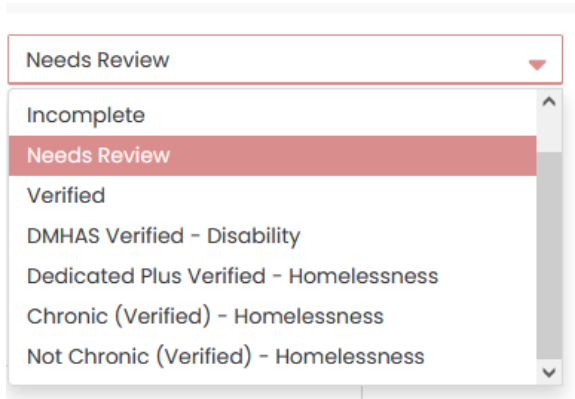 Needs Review
Incomplete
Needs Review
Verified
DMHAS Verified - Disability
Dedicated Plus Verified - Homelessness
Chronic (Verified) - Homelessness
Not Chronic (Verified) - Homelessness